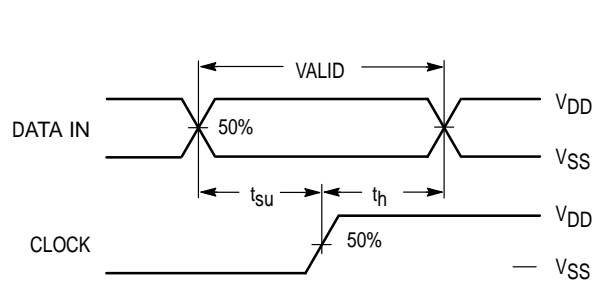 VALID
DATA IN
50%
VDD
VSS
tsu
th
CLOCK
50%
VDD
VSS